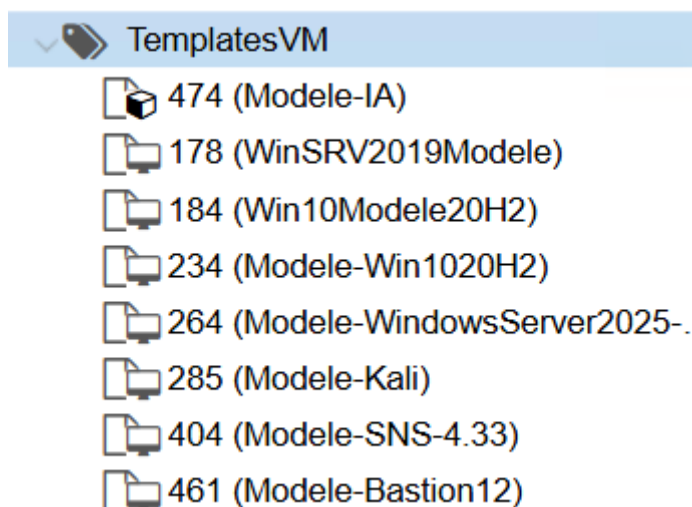 TemplatesVM
474 (Modele-IA)
178 (WinSRV2019Modele)
184 (Win10Modele20H2)
234 (Modele-Win1020H2)
264 (Modele-WindowsServer2025-.
285 (Modele-Kali)
404 (Modele-SNS-4.33)
461 (Modele-Bastion12)